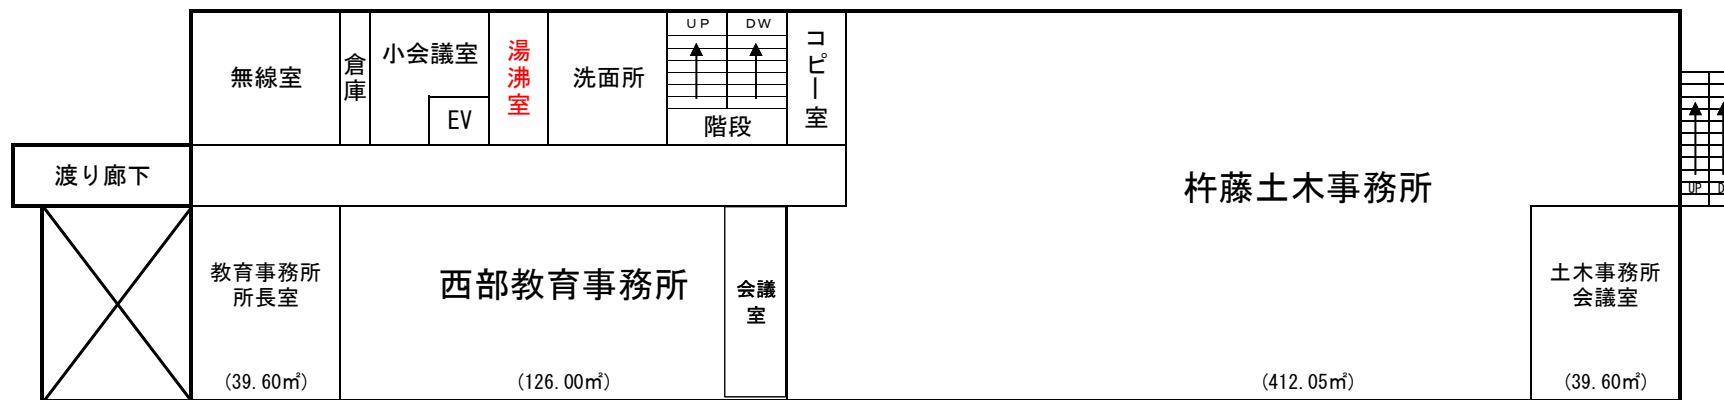 UP
DW
無線室
倉庫
小会議室
EV
湯沸室
洗面所
階段
コピー室
渡り廊下
杵藤土木事務所
UP
D
教育事務所
所長室
西部教育事務所
会議
室
土木事務所
会議室
(39.60㎡)
(126.00㎡)
(412.05㎡)
(39.60㎡)